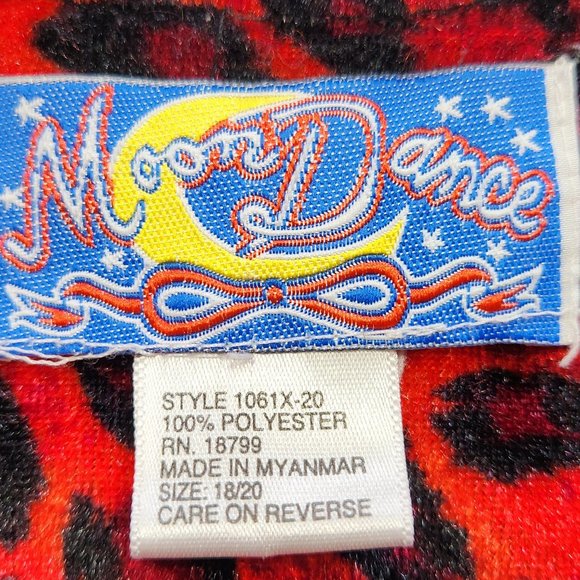 Moon Dance
STYLE 1061X-20
100% POLYESTER
RN. 18799
MADE IN MYANMAR
SIZE: 18/20
CARE ON REVERSE